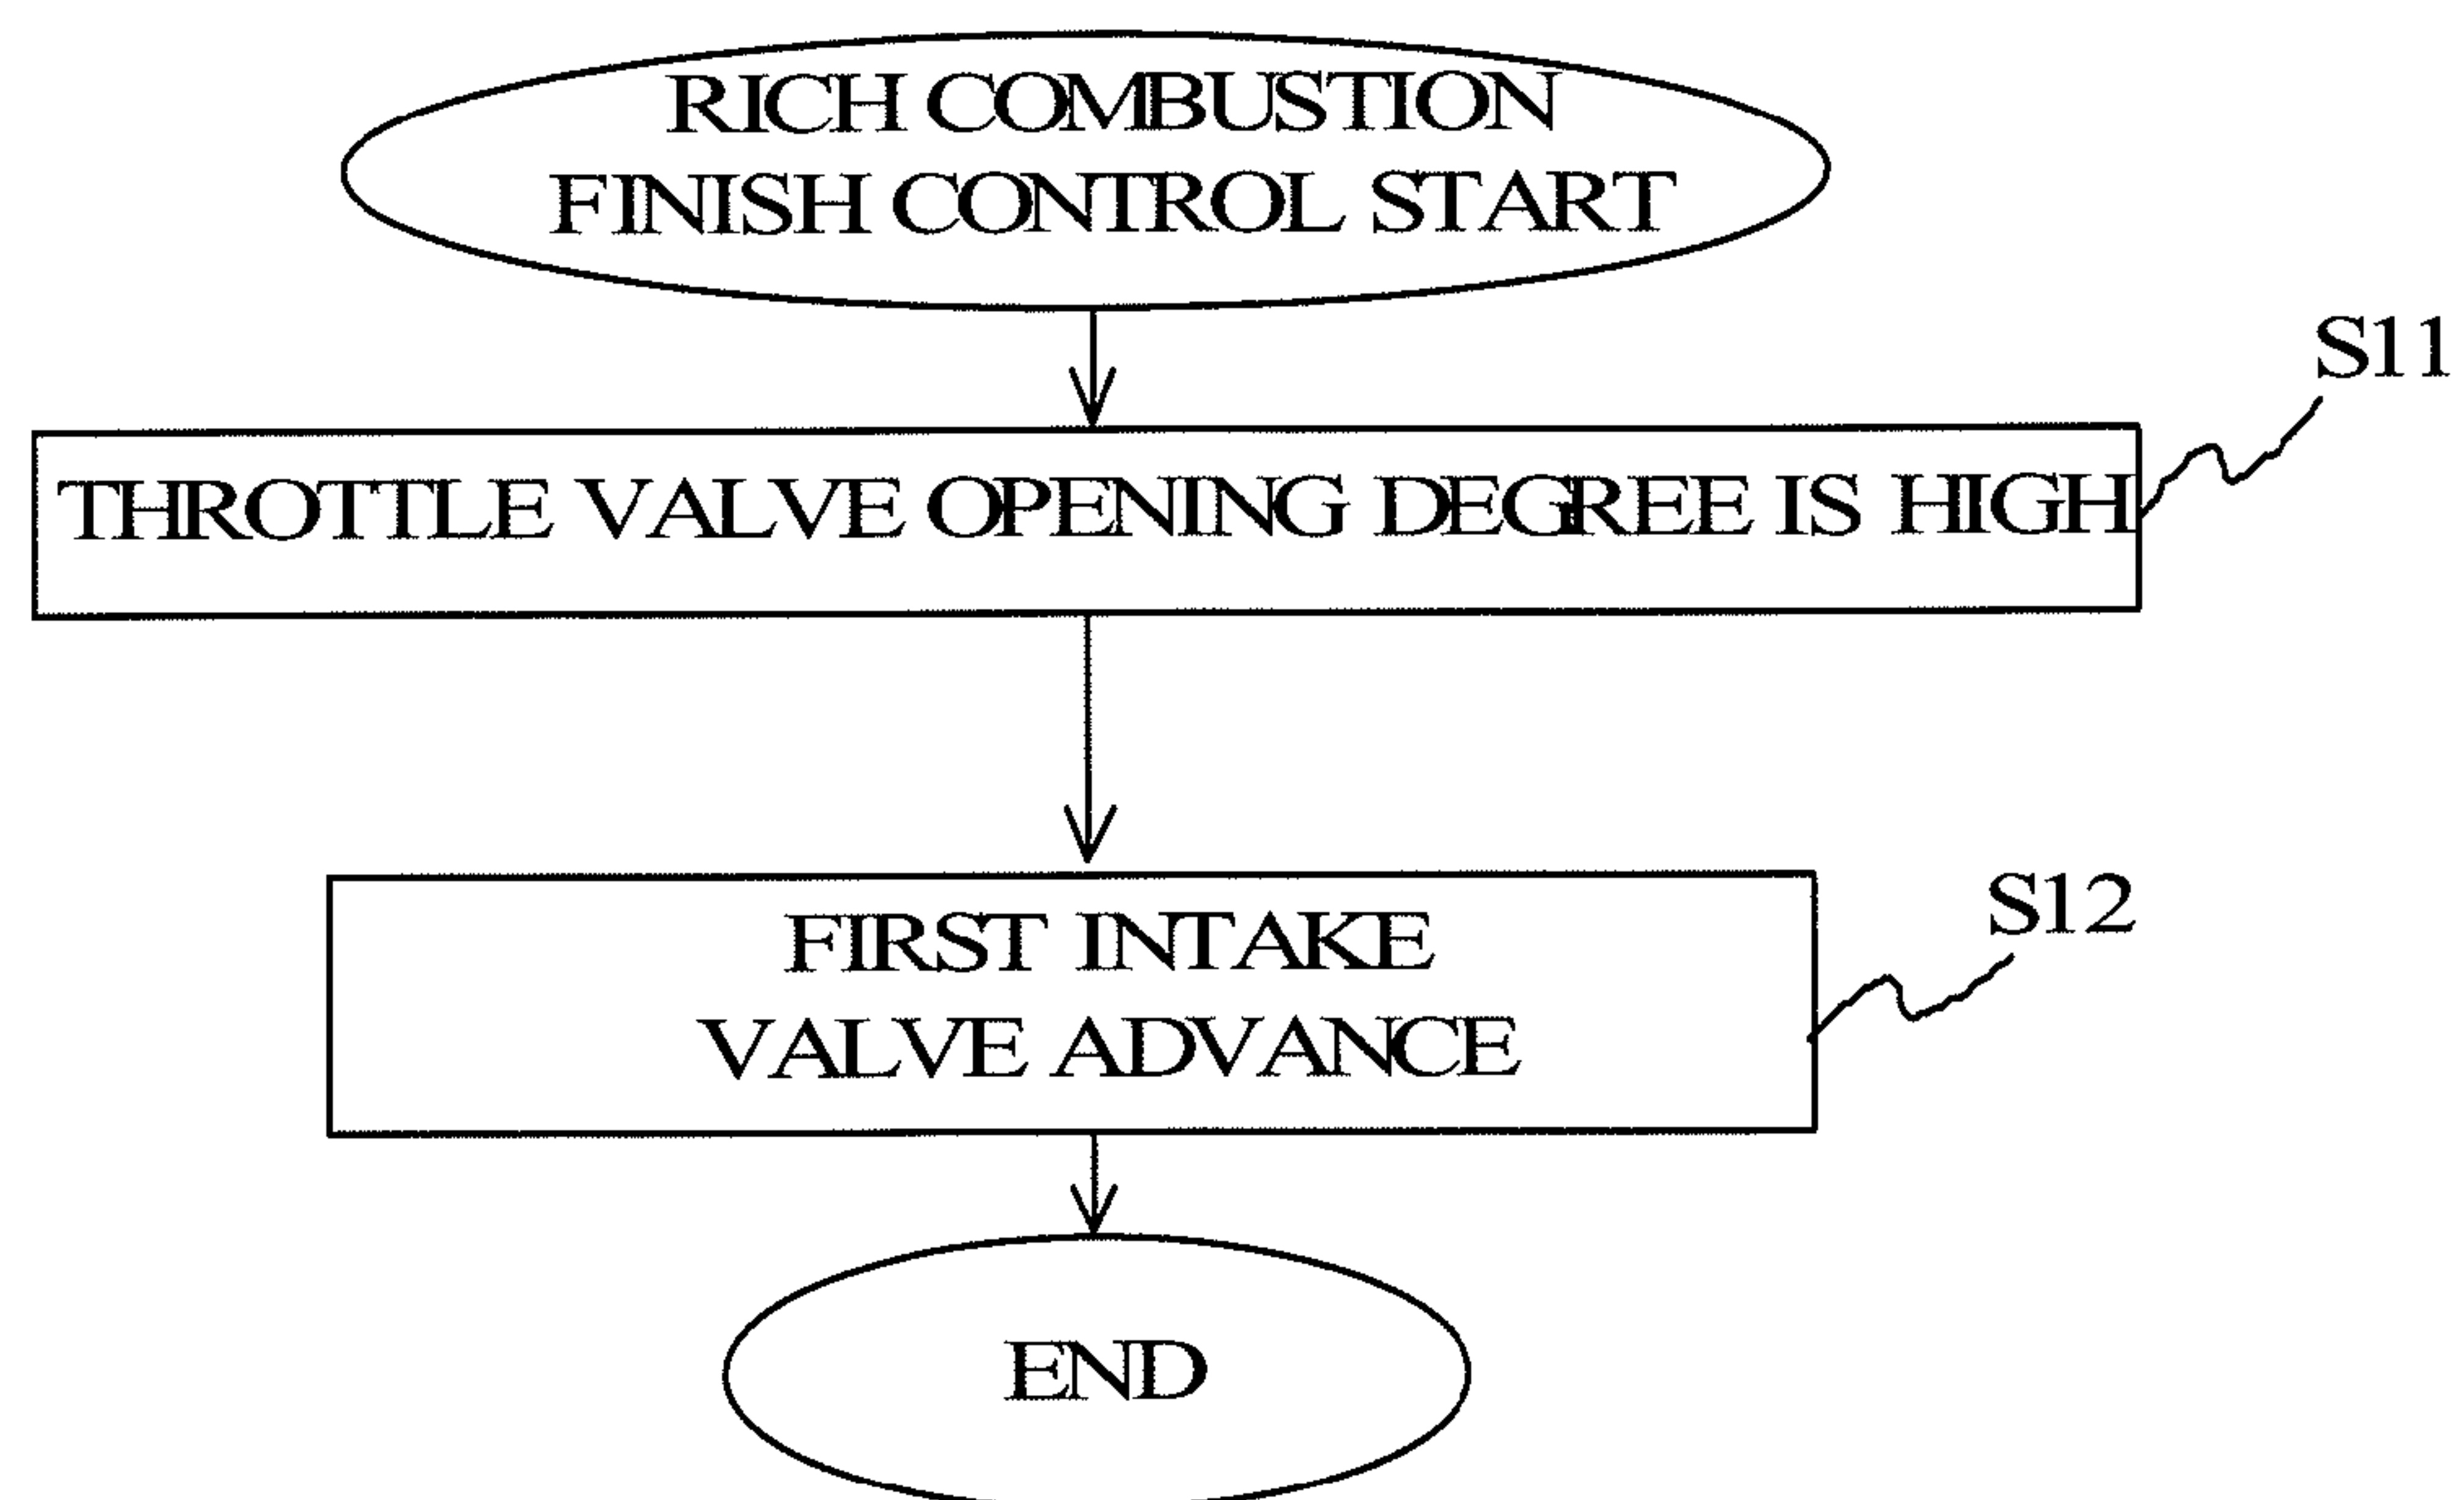 RICH COMBUSTION
FINISH CONTROL START
S11
THROTTLE VALVE OPENING DEGREE IS HIGH
S12
FIRST INTAKE
VALVE ADVANCE
END